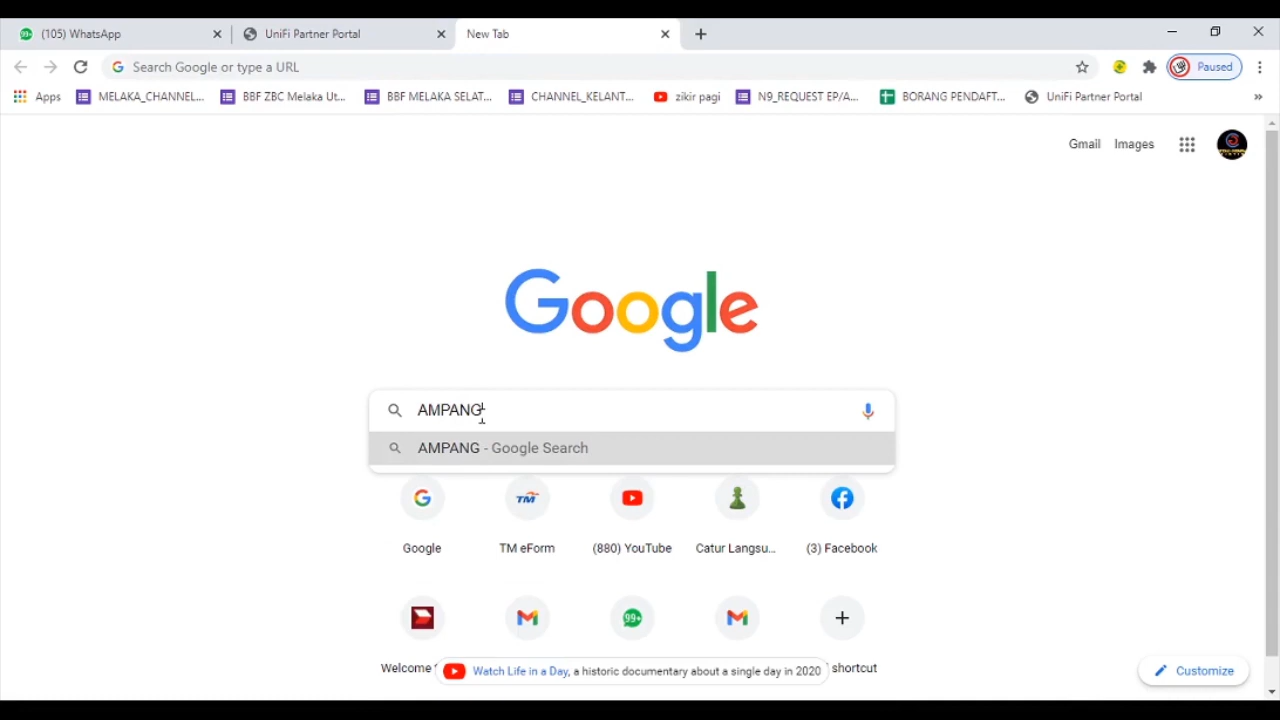 (105) WhatsApp
UniFi Partner Portal
New Tab
Search Google or type a URL
Paused
Apps
MELAKA_CHANNEL...
BBF ZBC Melaka Ut...
BBF MELAKA SELAT...
CHANNEL_KELANT...
zikir pagi
N9_REQUEST EP/A...
BORANG PENDAFT...
UniFi Partner Portal
»
Gmail
Images
Google
AMPANG
AMPANG - Google Search
G
TM
Google
TM eForm
(880) YouTube
Catur Langsu...
(3) Facebook
99+
Welcome
Watch Life in a Day, a historic documentary about a single day in 2020
shortcut
Customize